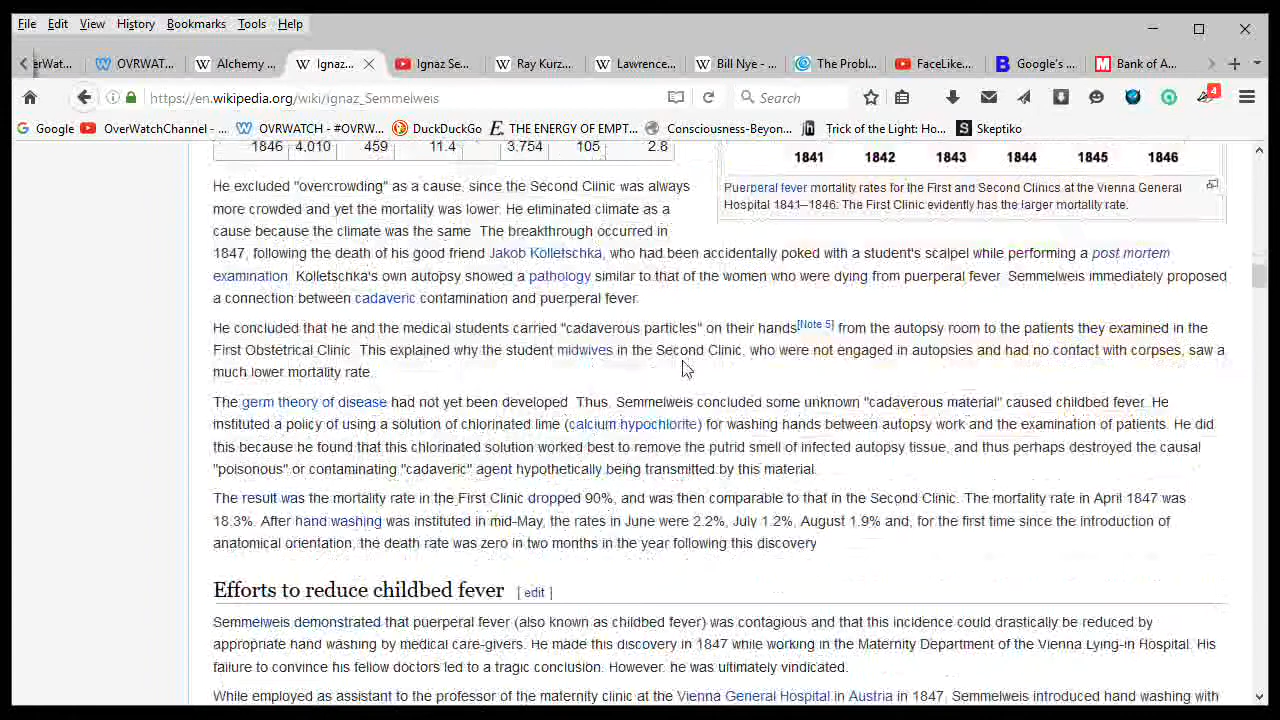 File Edit View History Bookmarks Tools Help
erWat... OVRWAT... Alchemy ... Ignaz... Ignaz Se... Ray Kurz... Lawrence... Bill Nye - ... The Probl... FaceLike... Google's ... Bank of A...
https://en.wikipedia.org/wiki/Ignaz_Semmelweis Search 4
Google OverWatchChannel - ... OVRWATCH - #OVRW... DuckDuckGo THE ENERGY OF EMPT... Consciousness-Beyon... Trick of the Light: Ho... Skeptiko
1846 4.010 459 11.4 3.754 105 2.8
1841 1842 1843 1844 1845 1846
Puerperal fever mortality rates for the First and Second Clinics at the Vienna General
Hospital 1841–1846. The First Clinic evidently has the larger mortality rate.
He excluded "overcrowding" as a cause, since the Second Clinic was always
more crowded and yet the mortality was lower. He eliminated climate as a
cause because the climate was the same. The breakthrough occurred in
1847, following the death of his good friend Jakob Kolletschka, who had been accidentally poked with a student's scalpel while performing a post mortem
examination. Kolletschka's own autopsy showed a pathology similar to that of the women who were dying from puerperal fever. Semmelweis immediately proposed
a connection between cadaveric contamination and puerperal fever.
He concluded that he and the medical students carried "cadaverous particles" on their hands[Note 5] from the autopsy room to the patients they examined in the
First Obstetrical Clinic. This explained why the student midwives in the Second Clinic, who were not engaged in autopsies and had no contact with corpses, saw a
much lower mortality rate.
The germ theory of disease had not yet been developed. Thus, Semmelweis concluded some unknown "cadaverous material" caused childbed fever. He
instituted a policy of using a solution of chlorinated lime (calcium hypochlorite) for washing hands between autopsy work and the examination of patients. He did
this because he found that this chlorinated solution worked best to remove the putrid smell of infected autopsy tissue, and thus perhaps destroyed the causal
"poisonous" or contaminating "cadaveric" agent hypothetically being transmitted by this material.
The result was the mortality rate in the First Clinic dropped 90%, and was then comparable to that in the Second Clinic. The mortality rate in April 1847 was
18.3%. After hand washing was instituted in mid-May, the rates in June were 2.2%, July 1.2%, August 1.9% and, for the first time since the introduction of
anatomical orientation, the death rate was zero in two months in the year following this discovery
Efforts to reduce childbed fever [ edit ]
Semmelweis demonstrated that puerperal fever (also known as childbed fever) was contagious and that this incidence could drastically be reduced by
appropriate hand washing by medical care-givers. He made this discovery in 1847 while working in the Maternity Department of the Vienna Lying-in Hospital. His
failure to convince his fellow doctors led to a tragic conclusion. However, he was ultimately vindicated.
While employed as assistant to the professor of the maternity clinic at the Vienna General Hospital in Austria in 1847, Semmelweis introduced hand washing with